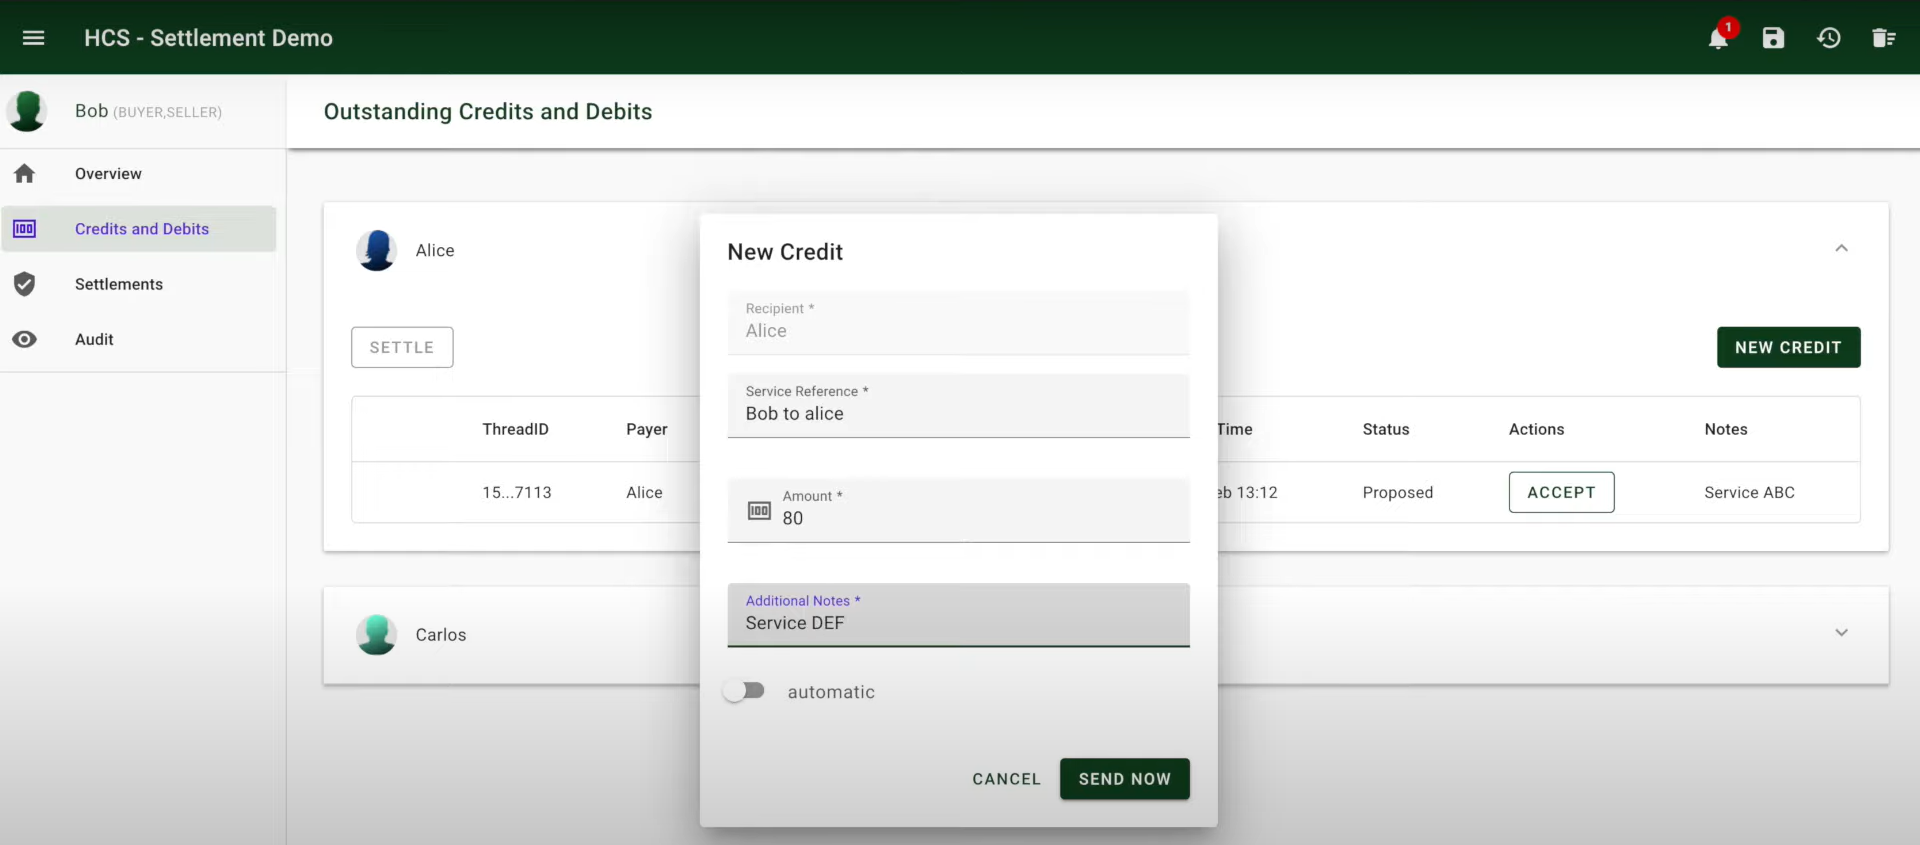 HCS - Settlement Demo
1
Bob (BUYER,SELLER)
Overview
Credits and Debits
Settlements
Audit
Outstanding Credits and Debits
Alice
SETTLE
NEW CREDIT
ThreadID Payer Time Status Actions Notes
15...7113 Alice 13:12 Proposed ACCEPT Service ABC
Carlos
New Credit
Recipient *
Alice
Service Reference *
Bob to alice
Amount *
80
Additional Notes *
Service DEF
automatic
CANCEL SEND NOW